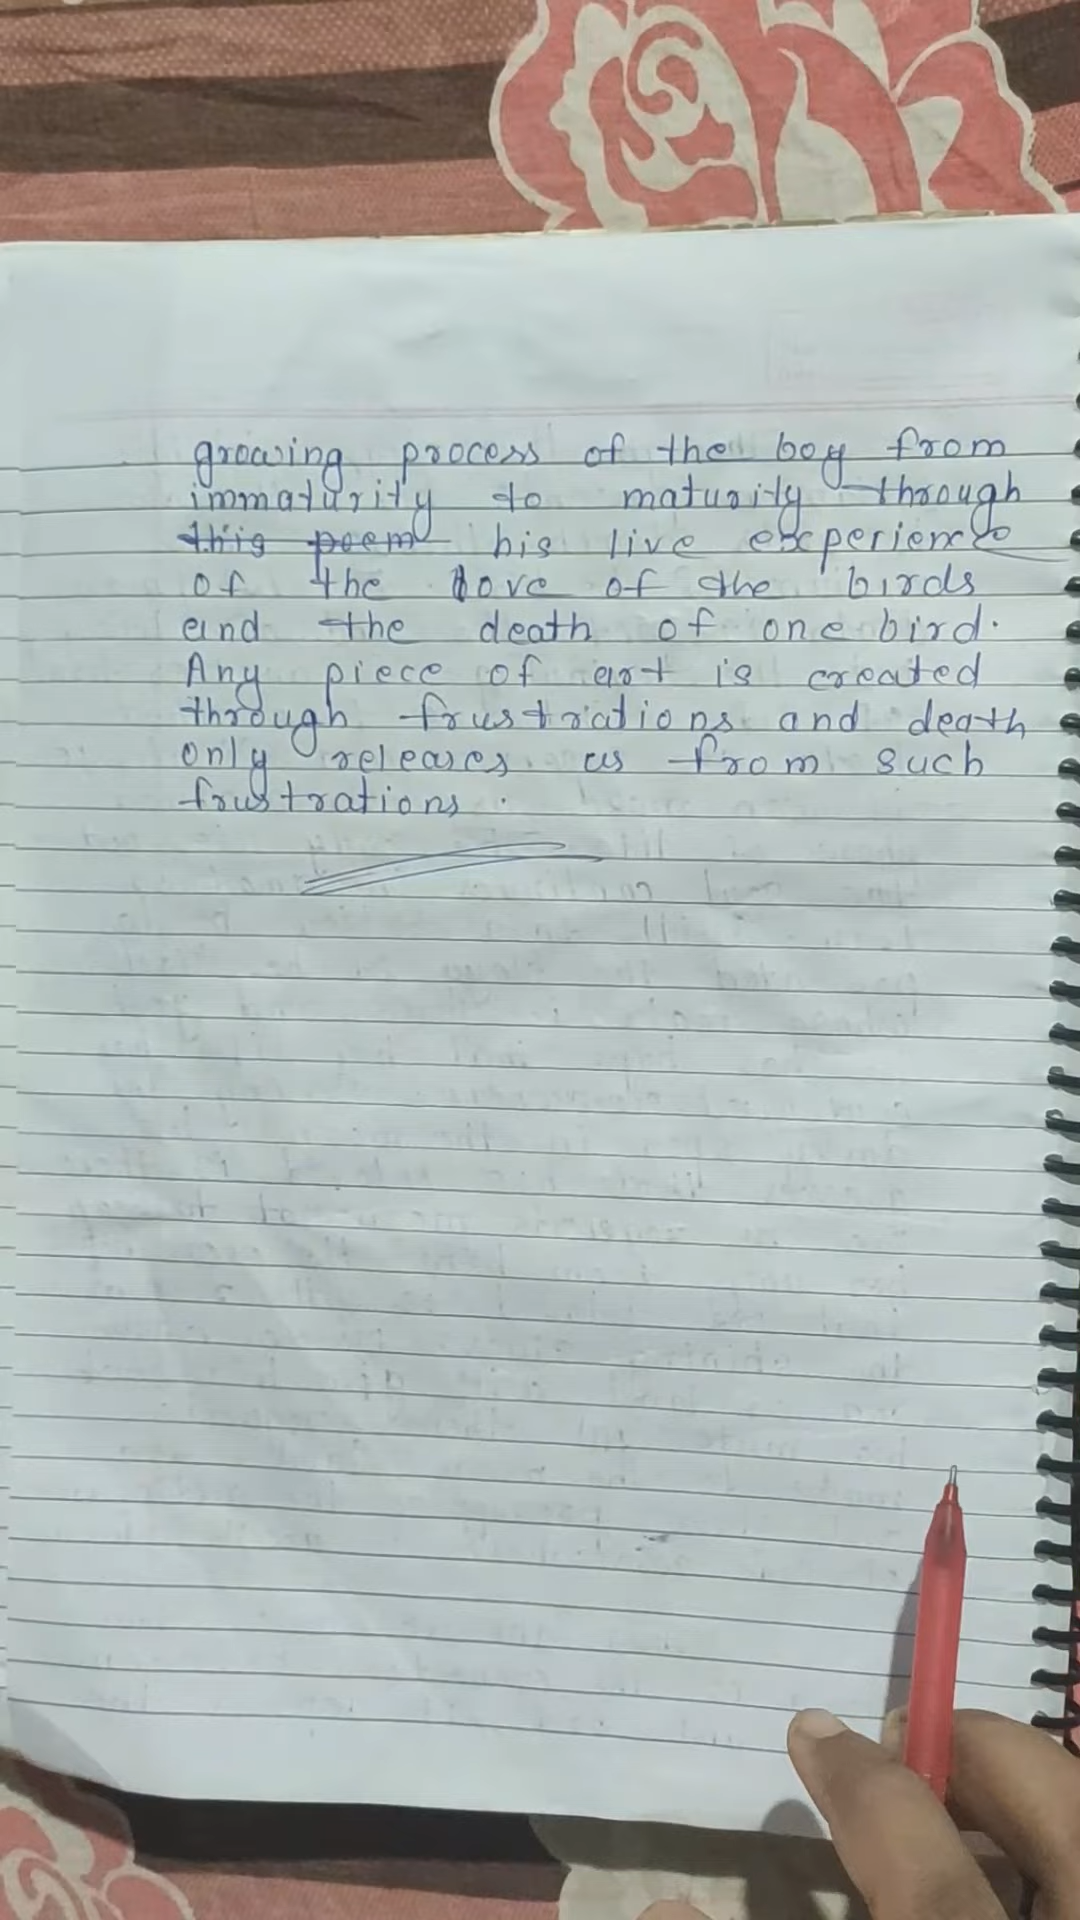 growing process of the boy from
immaturity to maturity through
this poem his live experience
of the love of the birds
and the death of one bird.
Any piece of art is created
through frustrations and death
only releases us from such
frustrations.